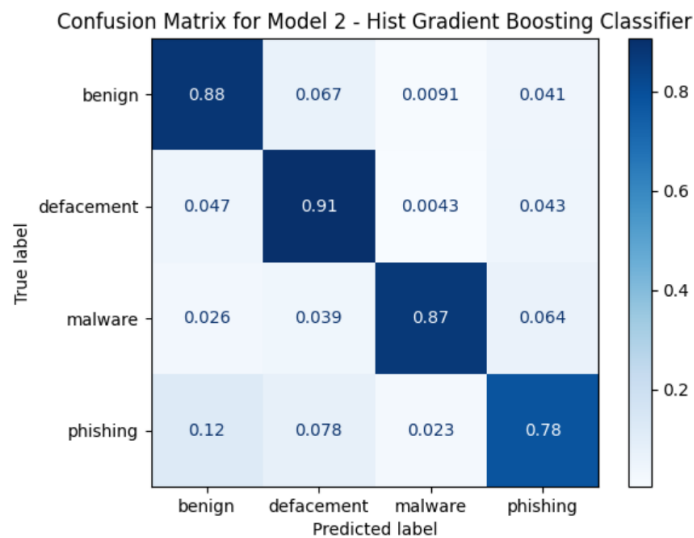 Confusion Matrix for Model 2 - Hist Gradient Boosting Classifier
benign 0.88 0.067 0.0091 0.041
defacement 0.047 0.91 0.0043 0.043
malware 0.026 0.039 0.87 0.064
phishing 0.12 0.078 0.023 0.78
benign defacement malware phishing
Predicted label
True label
0.8
0.6
0.4
0.2